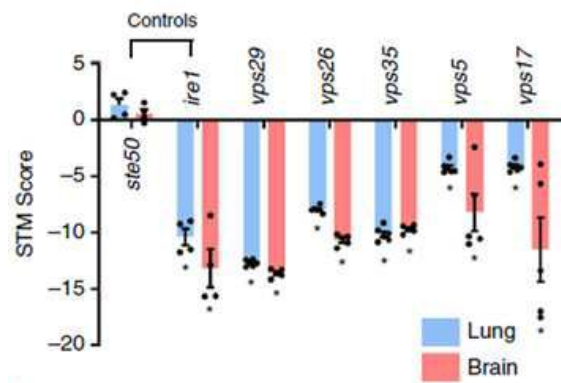 Controls
ste50
ire1
vps29
vps26
vps35
vps5
vps17
STM Score
5
0
−5
−10
−15
−20
Lung
Brain